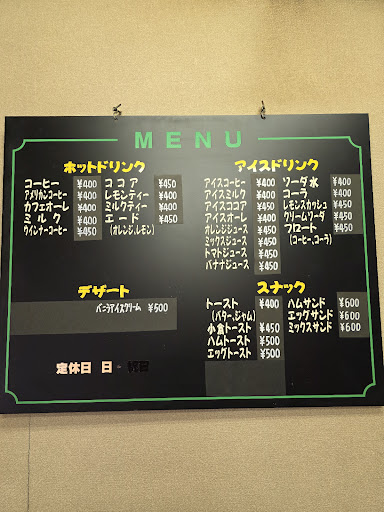 MENU
ホットドリンク
コーヒー ¥400
アメリカンコーヒー ¥400
カフェオーレ ¥400
ミルク ¥400
ウインナーコーヒー ¥450
ココア ¥450
レモンティー ¥400
ミルクティー ¥400
エード ¥450
(オレンジ,レモン)
アイスドリンク
アイスコーヒー ¥400
アイスミルク ¥400
アイスココア ¥450
アイスオーレ ¥400
オレンジジュース ¥450
ミックスジュース ¥450
トマトジュース ¥450
バナナジュース ¥450
ソーダ水 ¥400
コーラ ¥400
レモンスカッシュ ¥450
クリームソーダ ¥450
フロート ¥450
(コーヒー,コーラ)
デザート
バニラアイスクリーム ¥500
スナック
トースト ¥400
(バター,ジャム)
小倉トースト ¥450
ハムトースト ¥500
エッグトースト ¥500
ハムサンド ¥600
エッグサンド ¥600
ミックスサンド ¥600
定休日 日・祝日